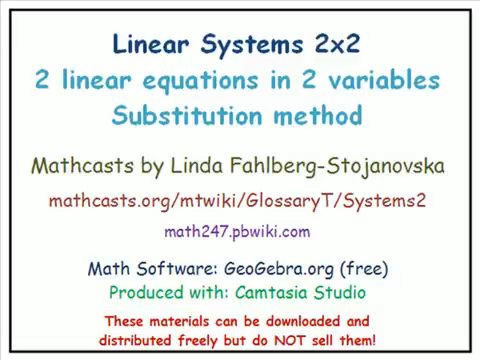 Linear Systems 2x2
2 linear equations in 2 variables
Substitution method
Mathcasts by Linda Fahlberg-Stojanovska
mathcasts.org/mtwiki/GlossaryT/Systems2
math247.pbwiki.com
Math Software: GeoGebra.org (free)
Produced with: Camtasia Studio
These materials can be downloaded and
distributed freely but do NOT sell them!